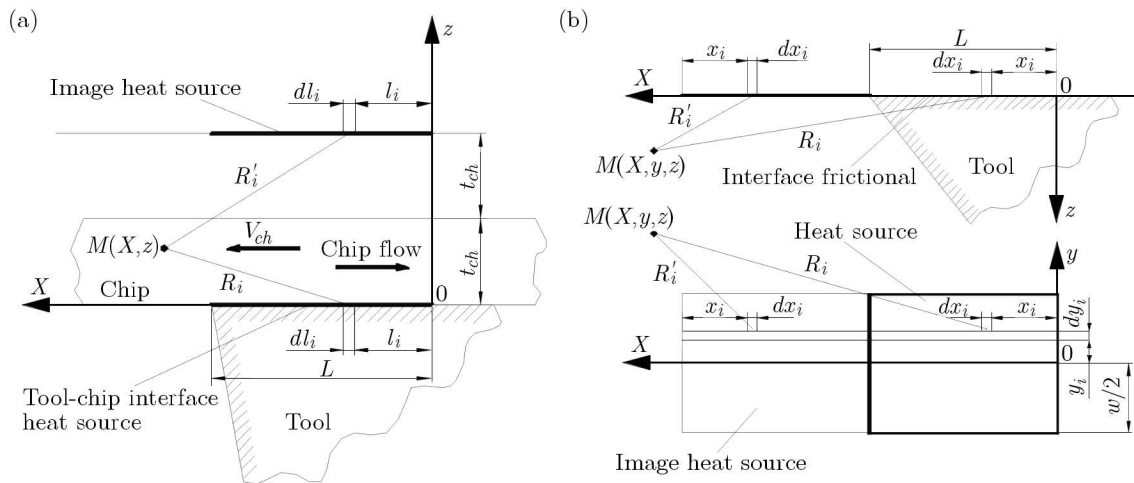 (a)
z
Image heat source
dl_i
l_i
R'_i
t_ch
M(X,z)
V_ch
Chip flow
t_ch
X
Chip
R_i
0
dl_i
l_i
L
Tool-chip interface
heat source
Tool
(b)
L
x_i
dx_i
dx_i
x_i
X
0
R'_i
R_i
M(X,y,z)
Interface frictional
Tool
z
M(X,y,z)
Heat source
y
R'_i
R_i
x_i
dx_i
dx_i
x_i
dy_i
X
0
y_i
w/2
Image heat source